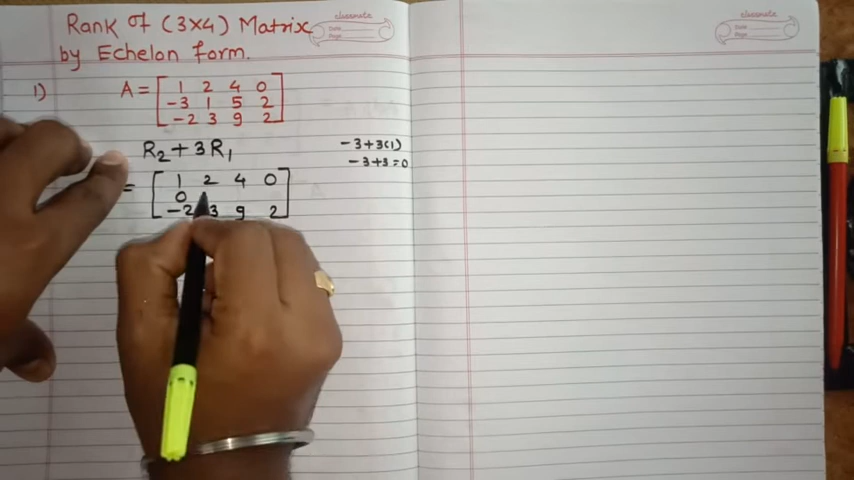 Rank of (3×4) Matrix
by Echelon form.
classmate
Date
Page
classmate
Date
Page
1) A = [ 1 2 4 0
-3 1 5 2
-2 3 9 2 ]
R₂ + 3R₁
-3+3(1)
-3+3=0
= [ 1 2 4 0
0
-2 3 9 2 ]